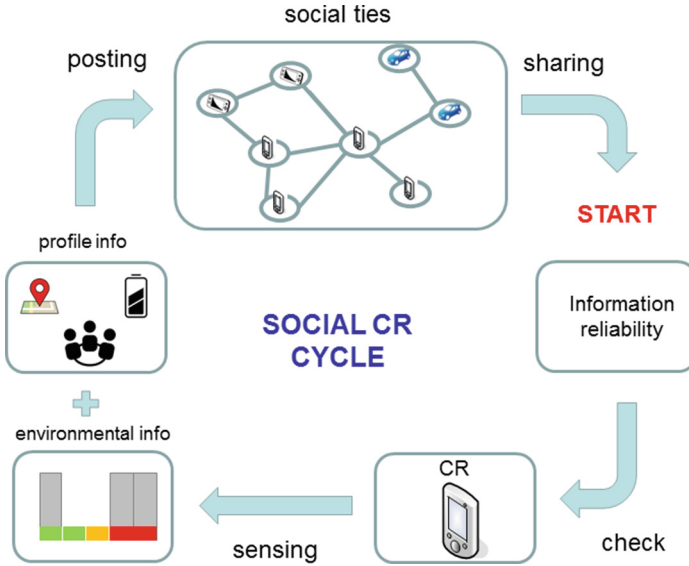 social ties
posting
sharing
START
profile info
Information
reliability
SOCIAL CR
CYCLE
environmental info
CR
sensing
check